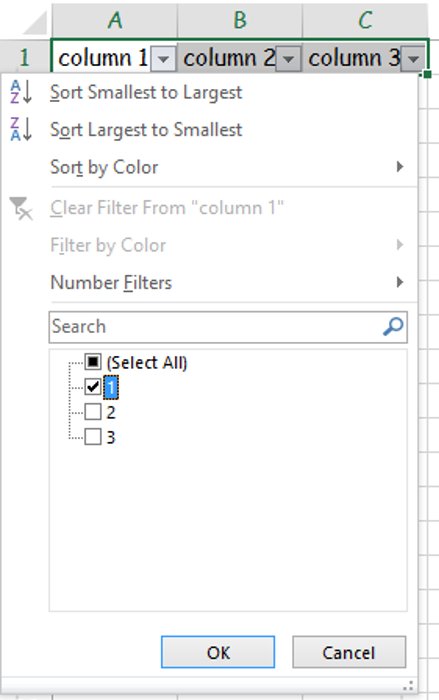 A B C
1 column 1 column 2 column 3
A Z Sort Smallest to Largest
Z A Sort Largest to Smallest
Sort by Color
Clear Filter From "column 1"
Filter by Color
Number Filters
Search
(Select All)
1
2
3
OK Cancel